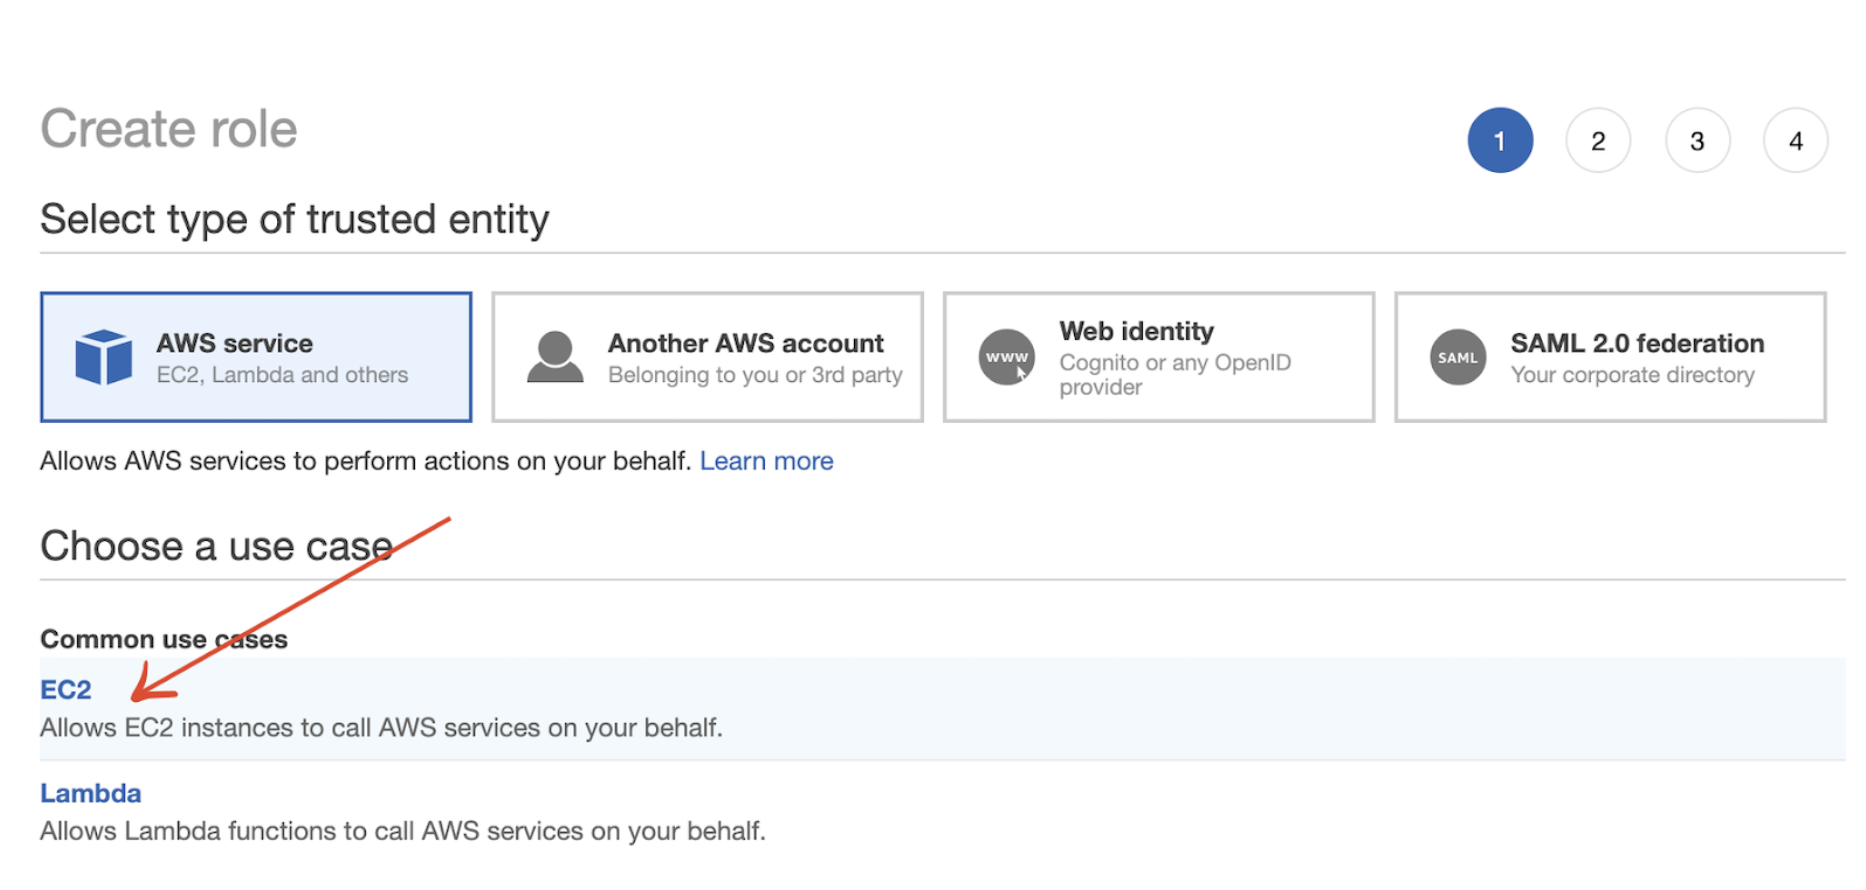 Create role
1 2 3 4
Select type of trusted entity
AWS service
EC2, Lambda and others
Another AWS account
Belonging to you or 3rd party
www
Web identity
Cognito or any OpenID
provider
SAML
SAML 2.0 federation
Your corporate directory
Allows AWS services to perform actions on your behalf. Learn more
Choose a use case
Common use cases
EC2
Allows EC2 instances to call AWS services on your behalf.
Lambda
Allows Lambda functions to call AWS services on your behalf.